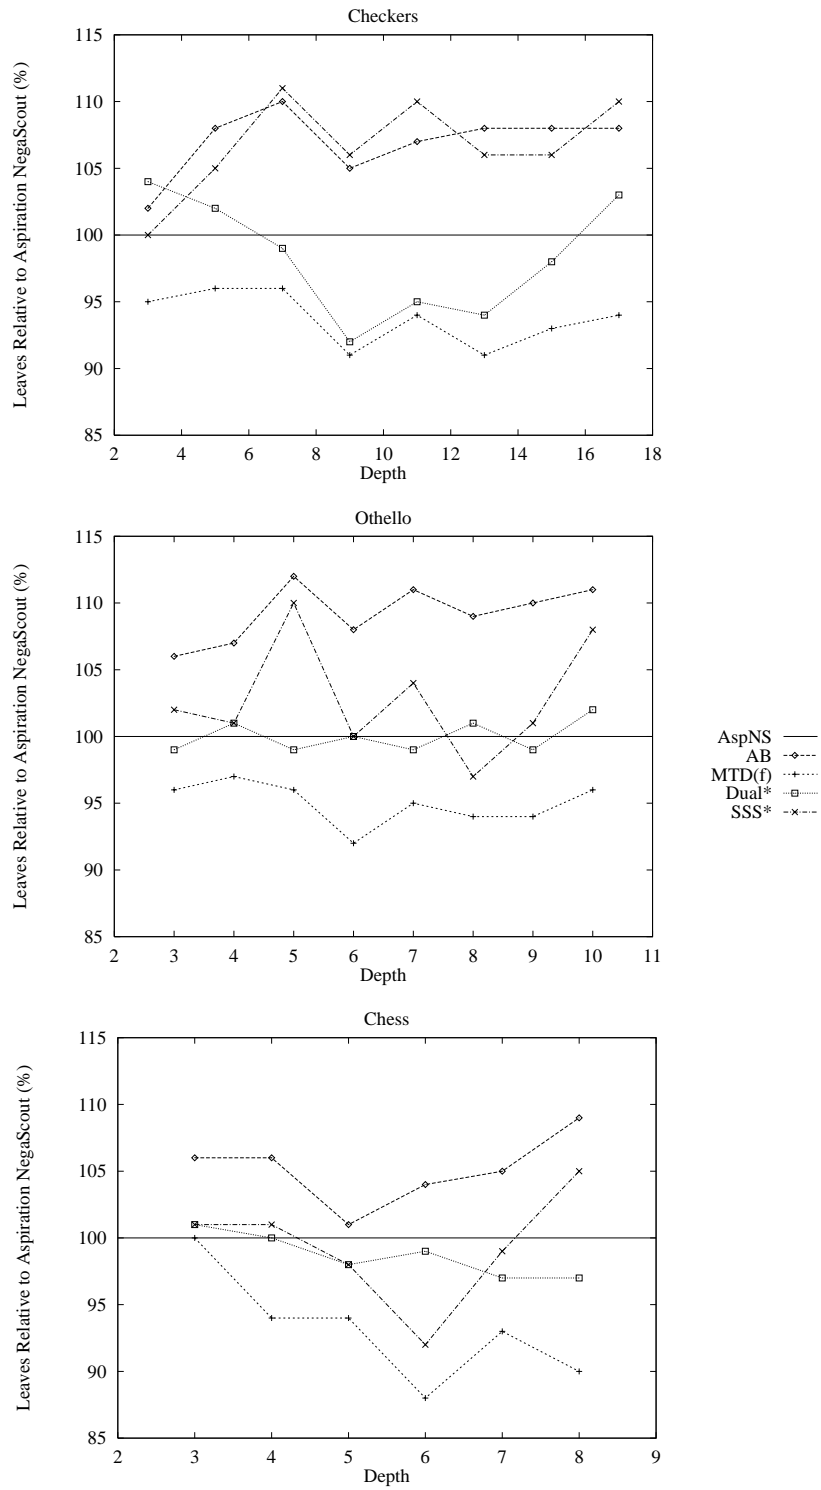 Checkers
Leaves Relative to Aspiration NegaScout (%)
115
110
105
100
95
90
85
2 4 6 8 10 12 14 16 18
Depth
Othello
Leaves Relative to Aspiration NegaScout (%)
115
110
105
100
95
90
85
2 3 4 5 6 7 8 9 10 11
Depth
AspNS
AB
MTD(f)
Dual*
SSS*
Chess
Leaves Relative to Aspiration NegaScout (%)
115
110
105
100
95
90
85
2 3 4 5 6 7 8 9
Depth